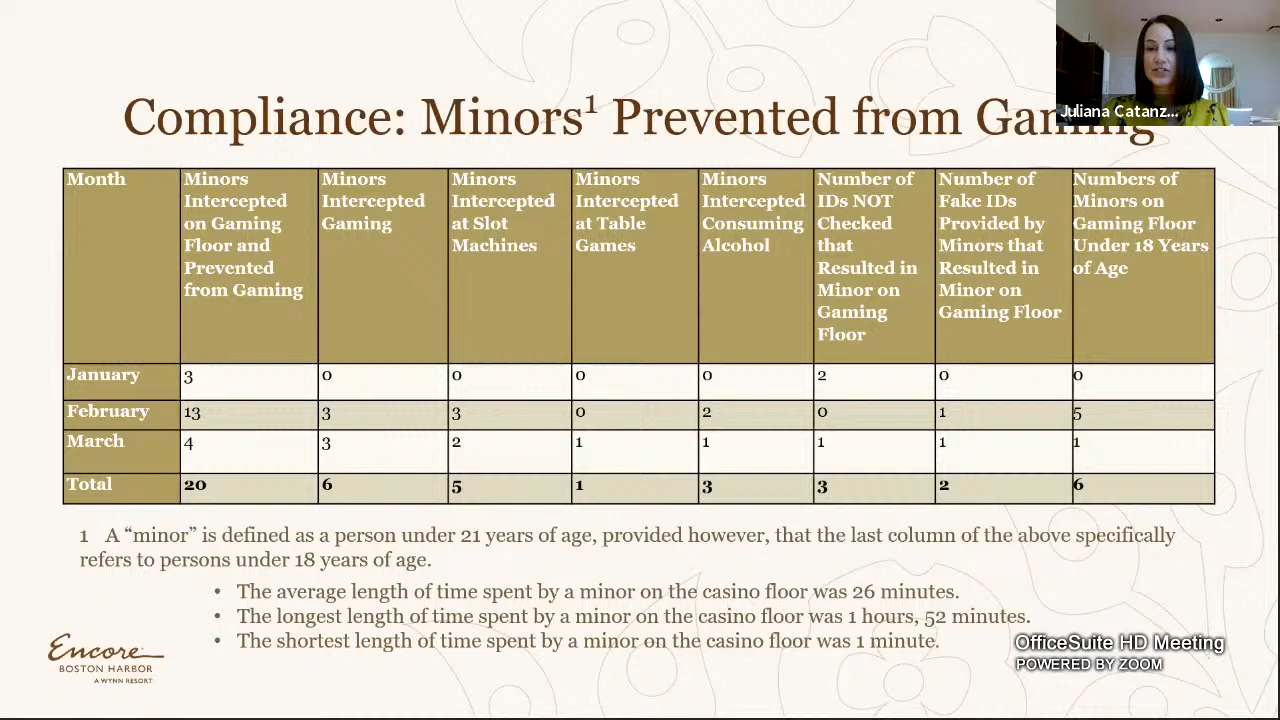 Juliana Catanz...
Compliance: Minors¹ Prevented from Gaming
Month
Minors
Intercepted
on Gaming
Floor and
Prevented
from Gaming
Minors
Intercepted
Gaming
Minors
Intercepted
at Slot
Machines
Minors
Intercepted
at Table
Games
Minors
Intercepted
Consuming
Alcohol
Number of
IDs NOT
Checked
that
Resulted in
Minor on
Gaming
Floor
Number of
Fake IDs
Provided by
Minors that
Resulted in
Minor on
Gaming Floor
Numbers of
Minors on
Gaming Floor
Under 18 Years
of Age
January 3 0 0 0 0 2 0 0
February 13 3 3 0 2 0 1 5
March 4 3 2 1 1 1 1 1
Total 20 6 5 1 3 3 2 6
1 A “minor” is defined as a person under 21 years of age, provided however, that the last column of the above specifically
refers to persons under 18 years of age.
• The average length of time spent by a minor on the casino floor was 26 minutes.
• The longest length of time spent by a minor on the casino floor was 1 hours, 52 minutes.
• The shortest length of time spent by a minor on the casino floor was 1 minute.
Encore
BOSTON HARBOR
A WYNN RESORT
OfficeSuite HD Meeting
POWERED BY ZOOM